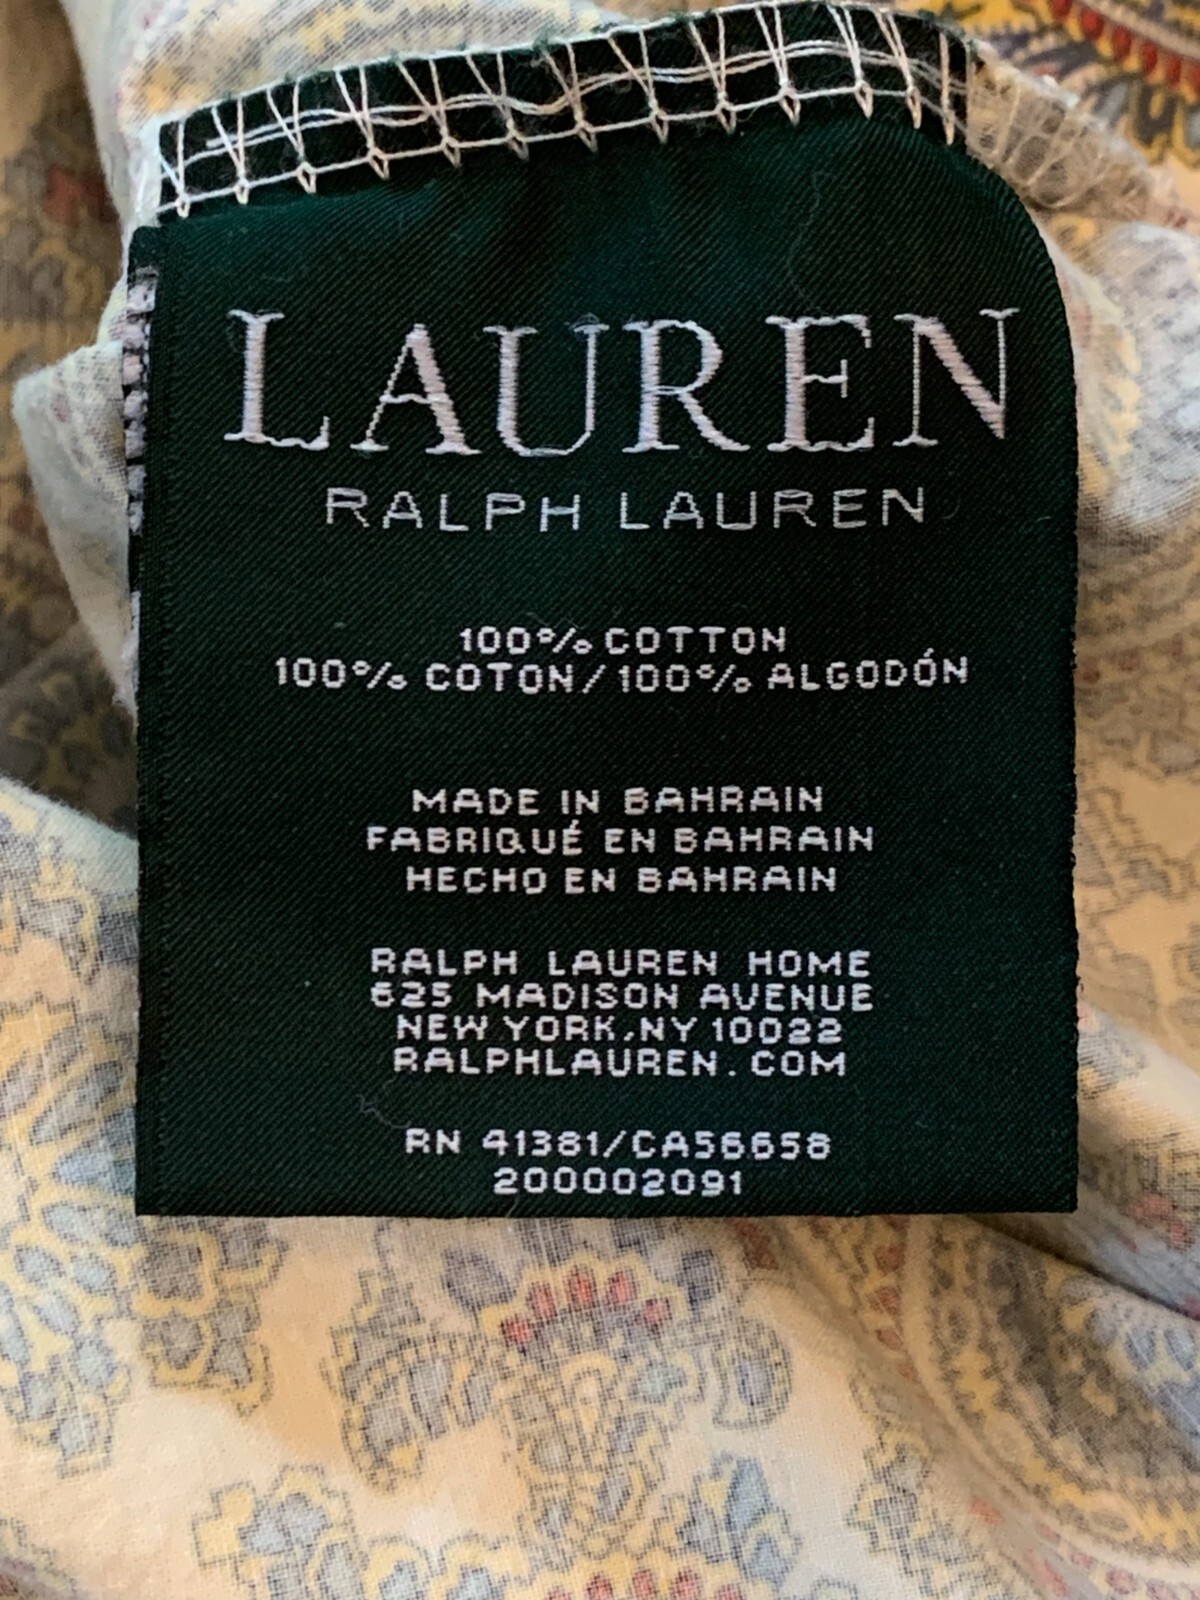 LAUREN
RALPH LAUREN
100% COTTON
100% COTON/100% ALGODÓN
MADE IN BAHRAIN
FABRIQUÉ EN BAHRAIN
HECHO EN BAHRAIN
RALPH LAUREN HOME
625 MADISON AVENUE
NEW YORK, NY 10022
RALPHLAUREN.COM
RN 41381/CA56658
200002091